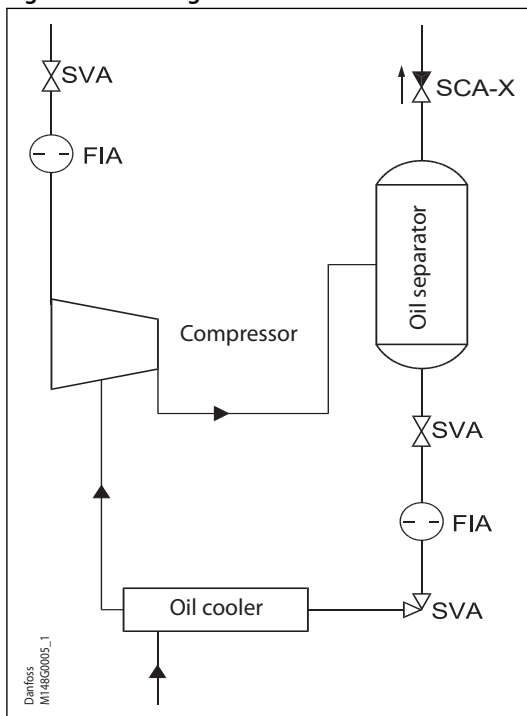 SVA
SCA-X
FIA
Oil separator
Compressor
SVA
FIA
Oil cooler
SVA
Danfoss
M148G0005_1